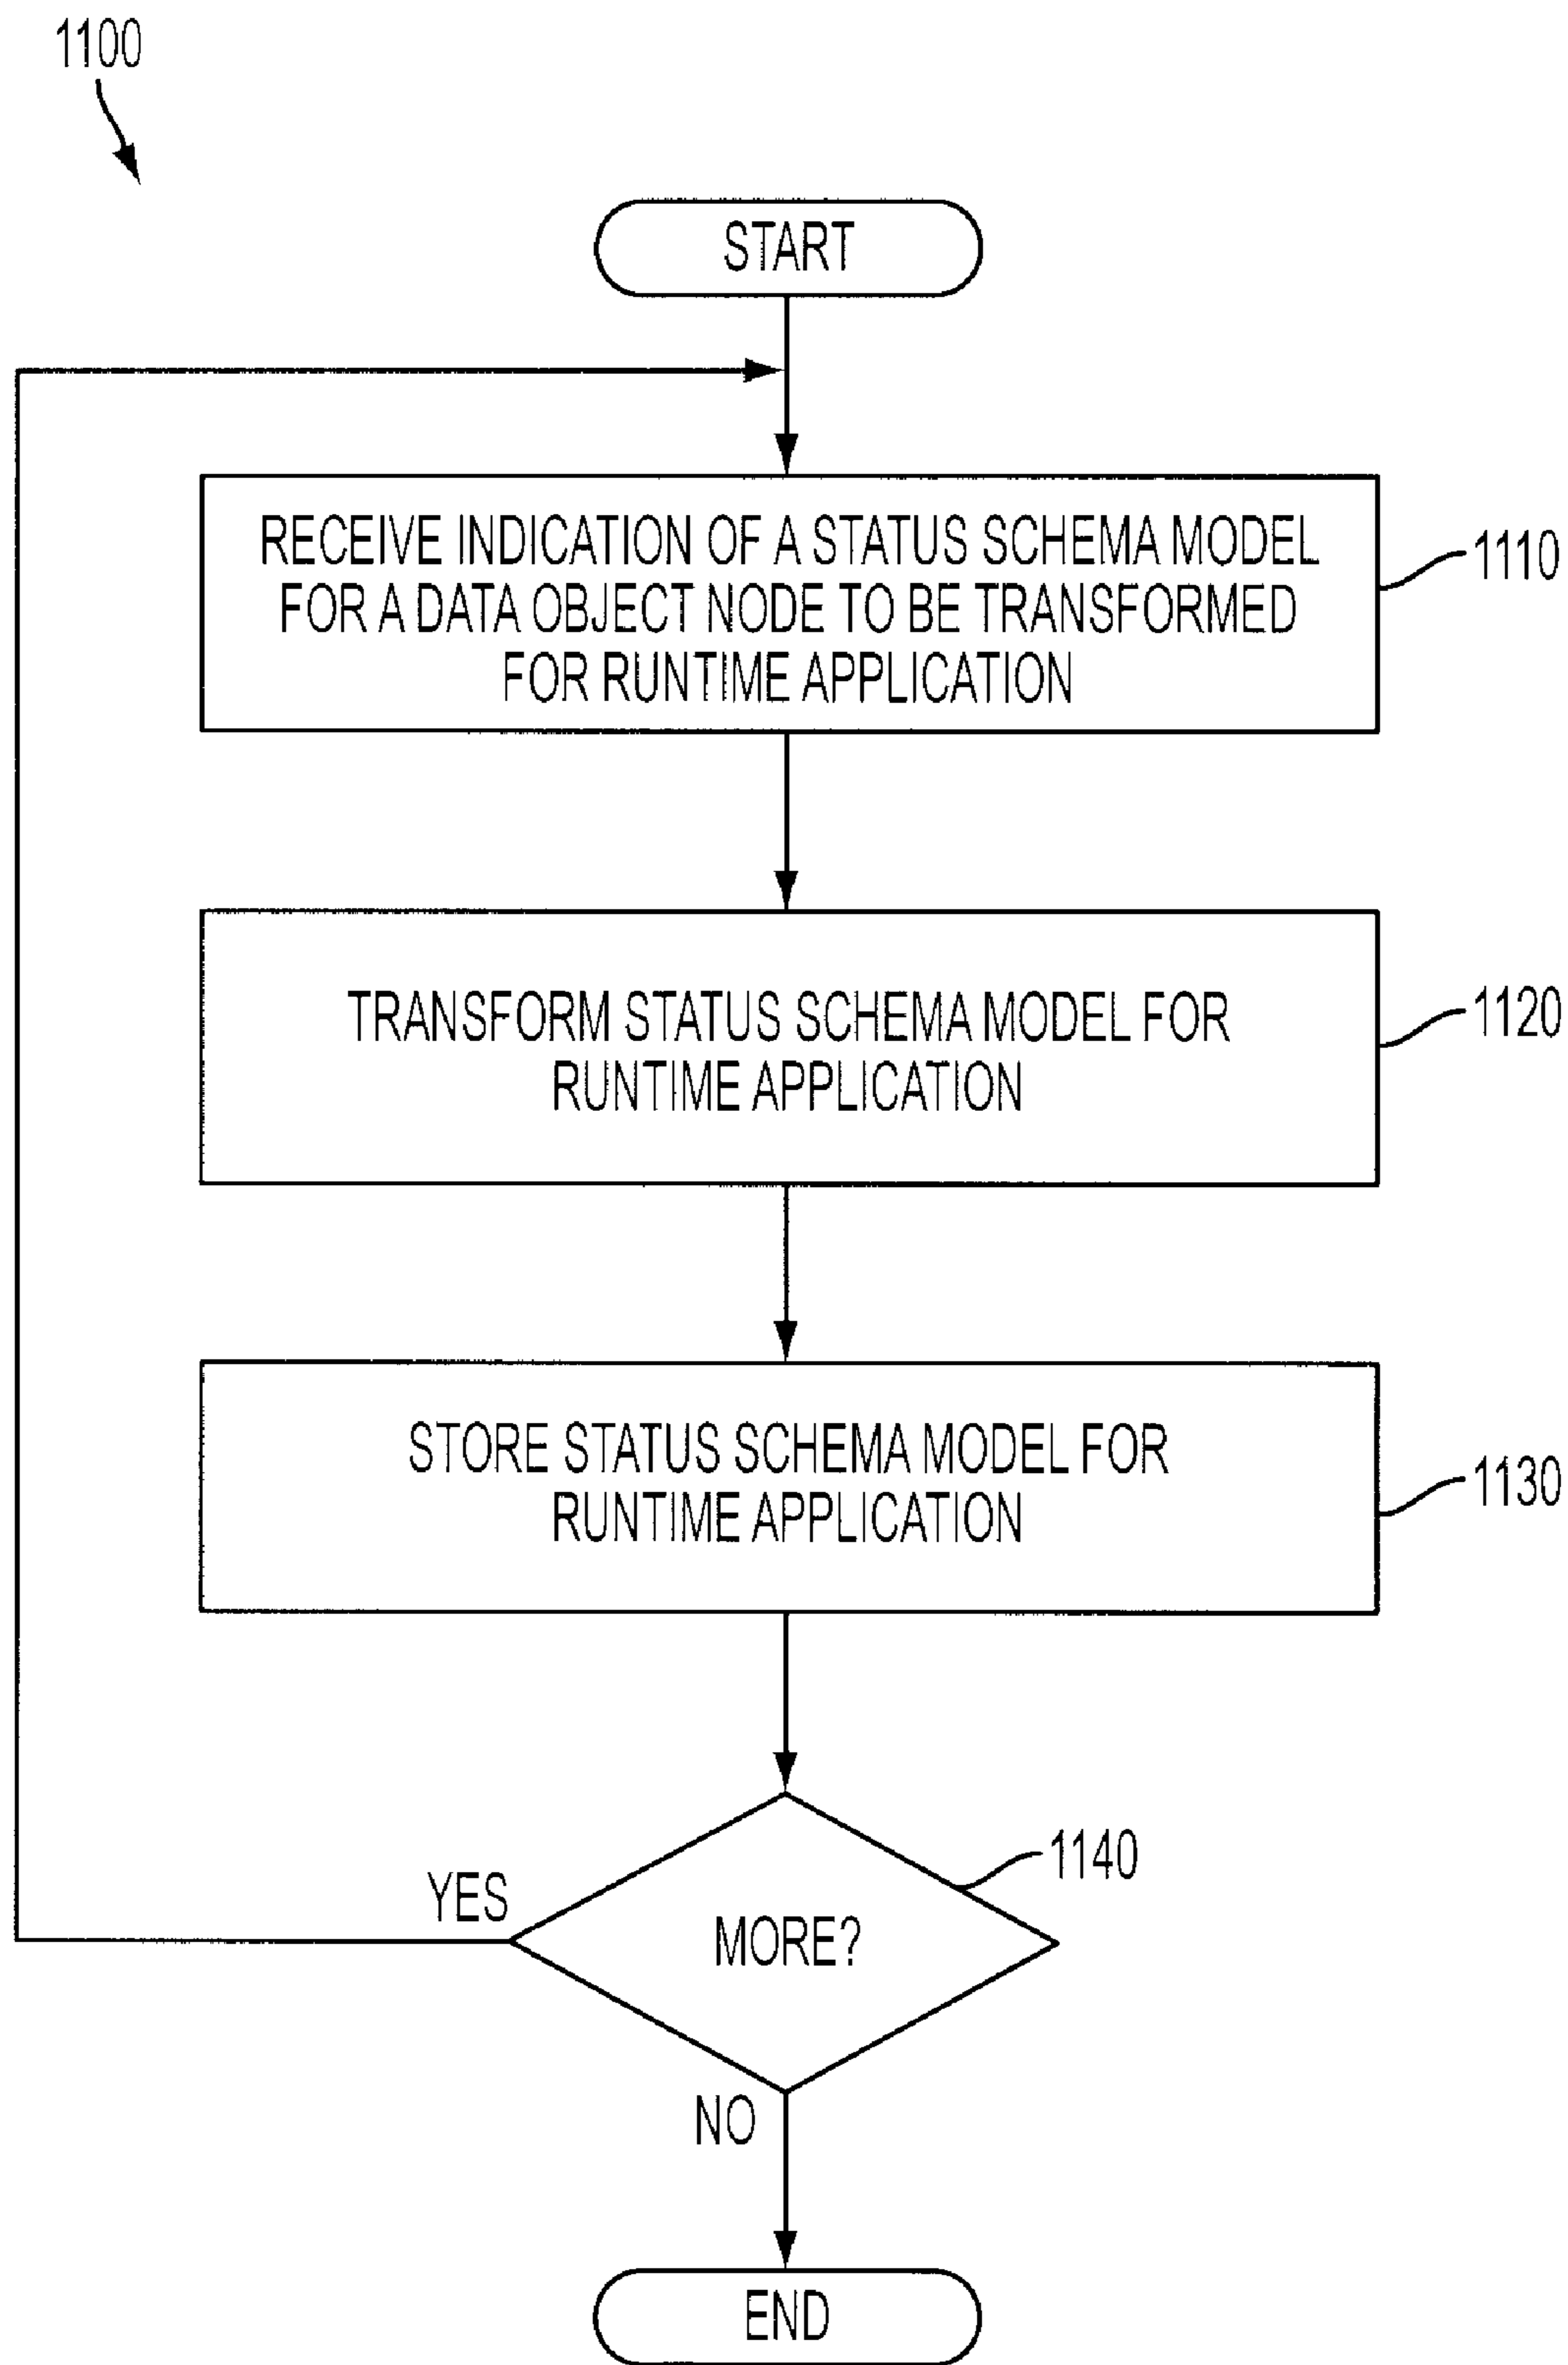 1100
START
RECEIVE INDICATION OF A STATUS SCHEMA MODEL
FOR A DATA OBJECT NODE TO BE TRANSFORMED
FOR RUNTIME APPLICATION
1110
TRANSFORM STATUS SCHEMA MODEL FOR
RUNTIME APPLICATION
1120
STORE STATUS SCHEMA MODEL FOR
RUNTIME APPLICATION
1130
1140
YES
MORE?
NO
END